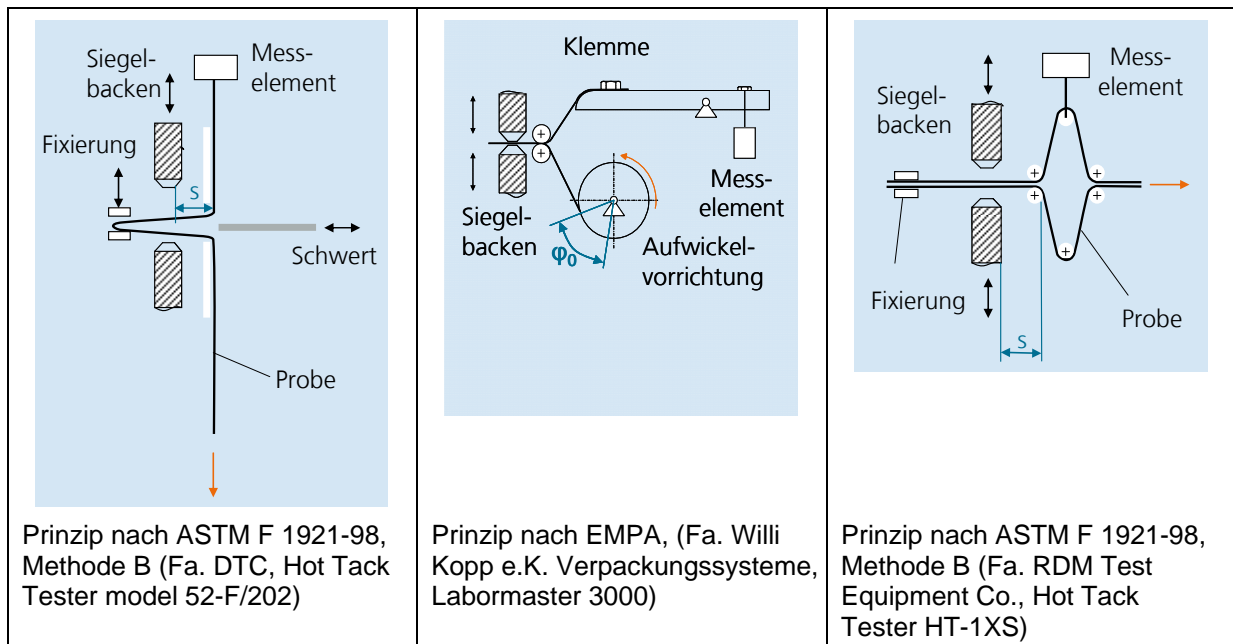 Siegel-
backen
Mess-
element
Fixierung
S
Schwert
Probe
Prinzip nach ASTM F 1921-98,
Methode B (Fa. DTC, Hot Tack
Tester model 52-F/202)
Klemme
+
+
Mess-
element
Siegel-
backen
φ₀
Aufwickel-
vorrichtung
Prinzip nach EMPA, (Fa. Willi
Kopp e.K. Verpackungssysteme,
Labormaster 3000)
Mess-
element
Siegel-
backen
+
+
+
+
+
+
Fixierung
Probe
S
Prinzip nach ASTM F 1921-98,
Methode B (Fa. RDM Test
Equipment Co., Hot Tack
Tester HT-1XS)